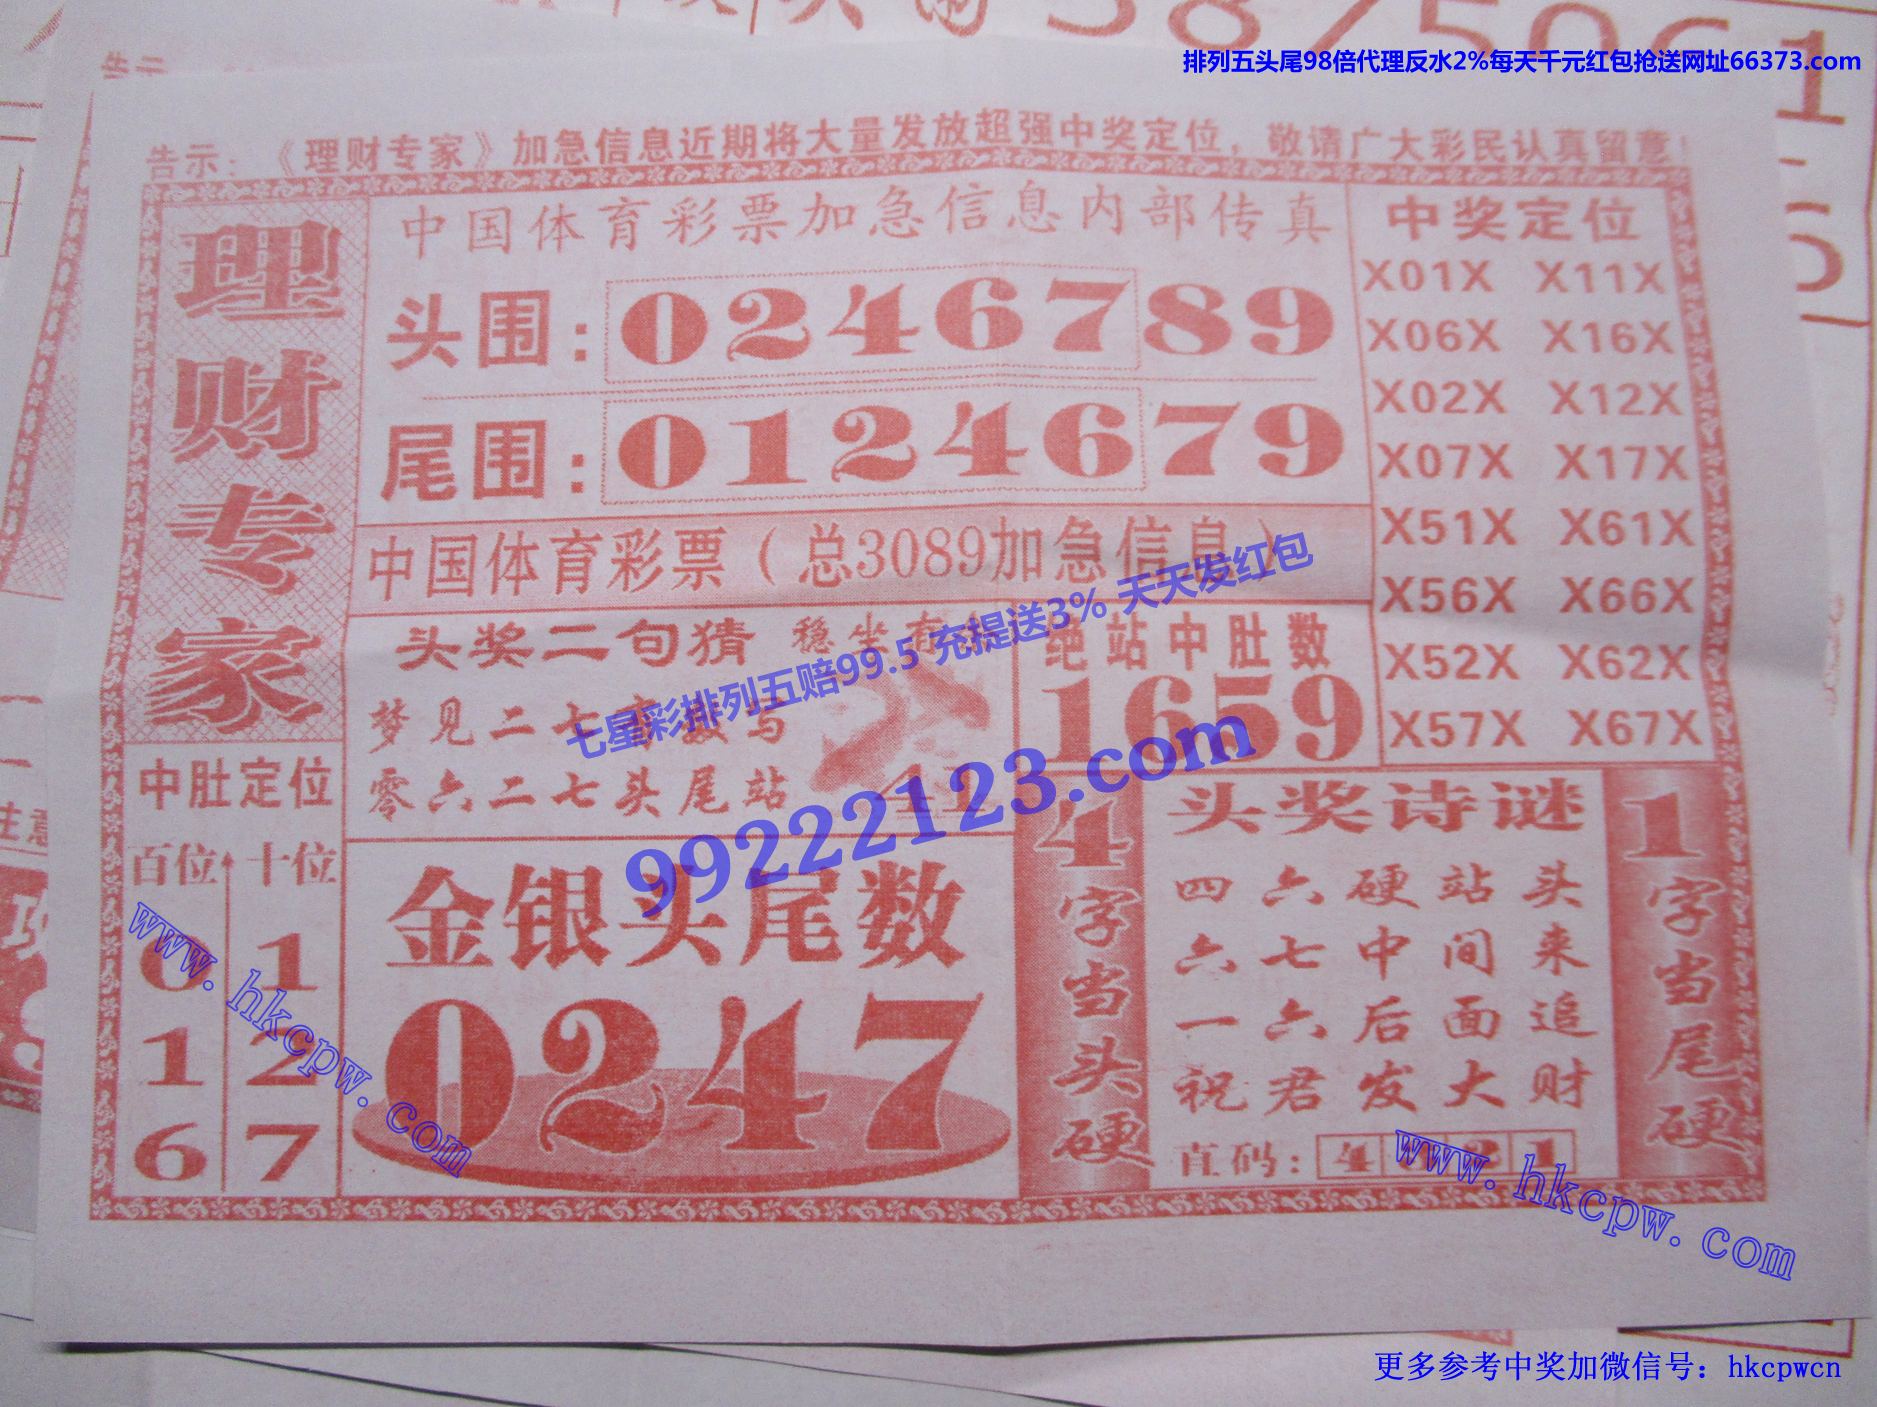 排列五头尾98倍代理反水2%每天千元红包抢送网址66373.com
告示
告示：《理财专家》加急信息近期将大量发放超强中奖定位，敬请广大彩民认真留意！
理财专家
中国体育彩票加急信息内部传真
头围：0246789
尾围：0124679
中国体育彩票（总3089加急信息）
中奖定位
X01X X11X
X06X X16X
X02X X12X
X07X X17X
X51X X61X
X56X X66X
X52X X62X
X57X X67X
头奖二句猜
稳坐
梦见二七
零六二七头尾站
绝站中肚数
1659
七星彩排列五赔99.5 充提送3% 天天发红包
99222123.com
中肚定位
百位 十位
0 1
1 2
6 7
金银头尾数
0247
4字当头硬
头奖诗谜
四六硬站头
六七中间来
一六后面追
祝君发大财
直码：4 1
1字当尾硬
www.hkcpw.com
www.hkcpw.com
更多参考中奖加微信号：hkcpwcn